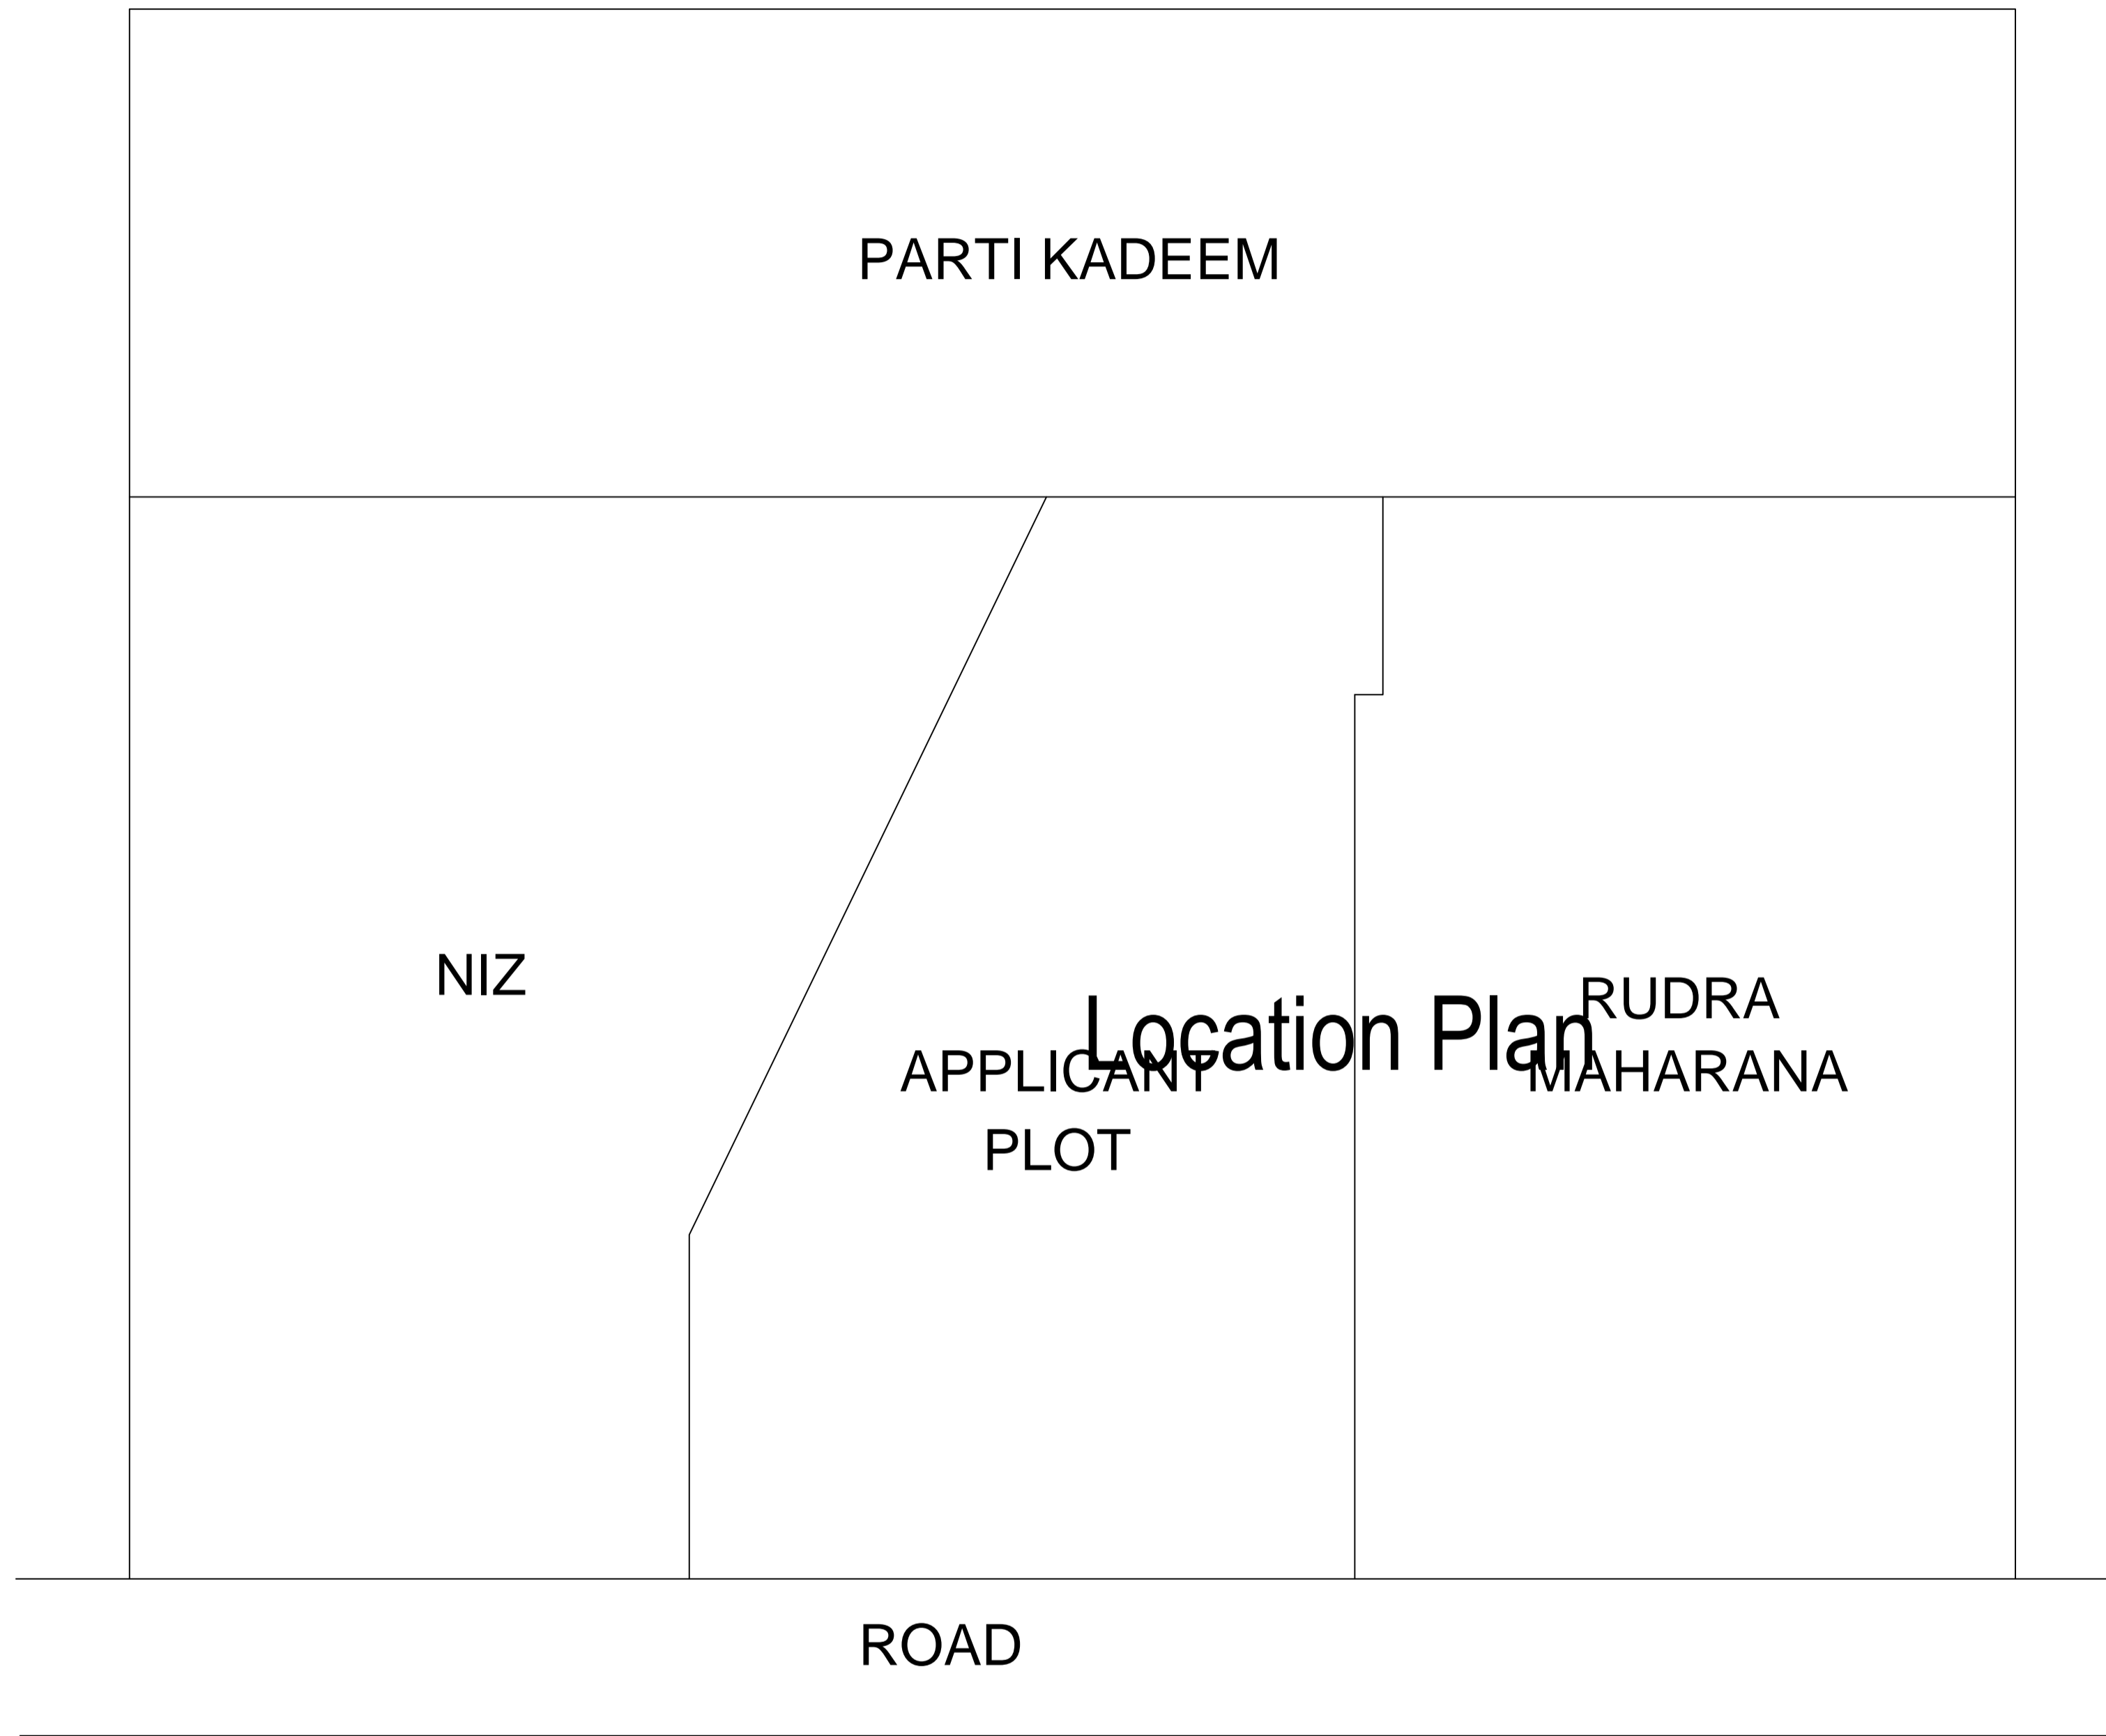 PARTI KADEEM
NIZ
Location Plan
RUDRA
MAHARANA
APPLICANT
PLOT
ROAD